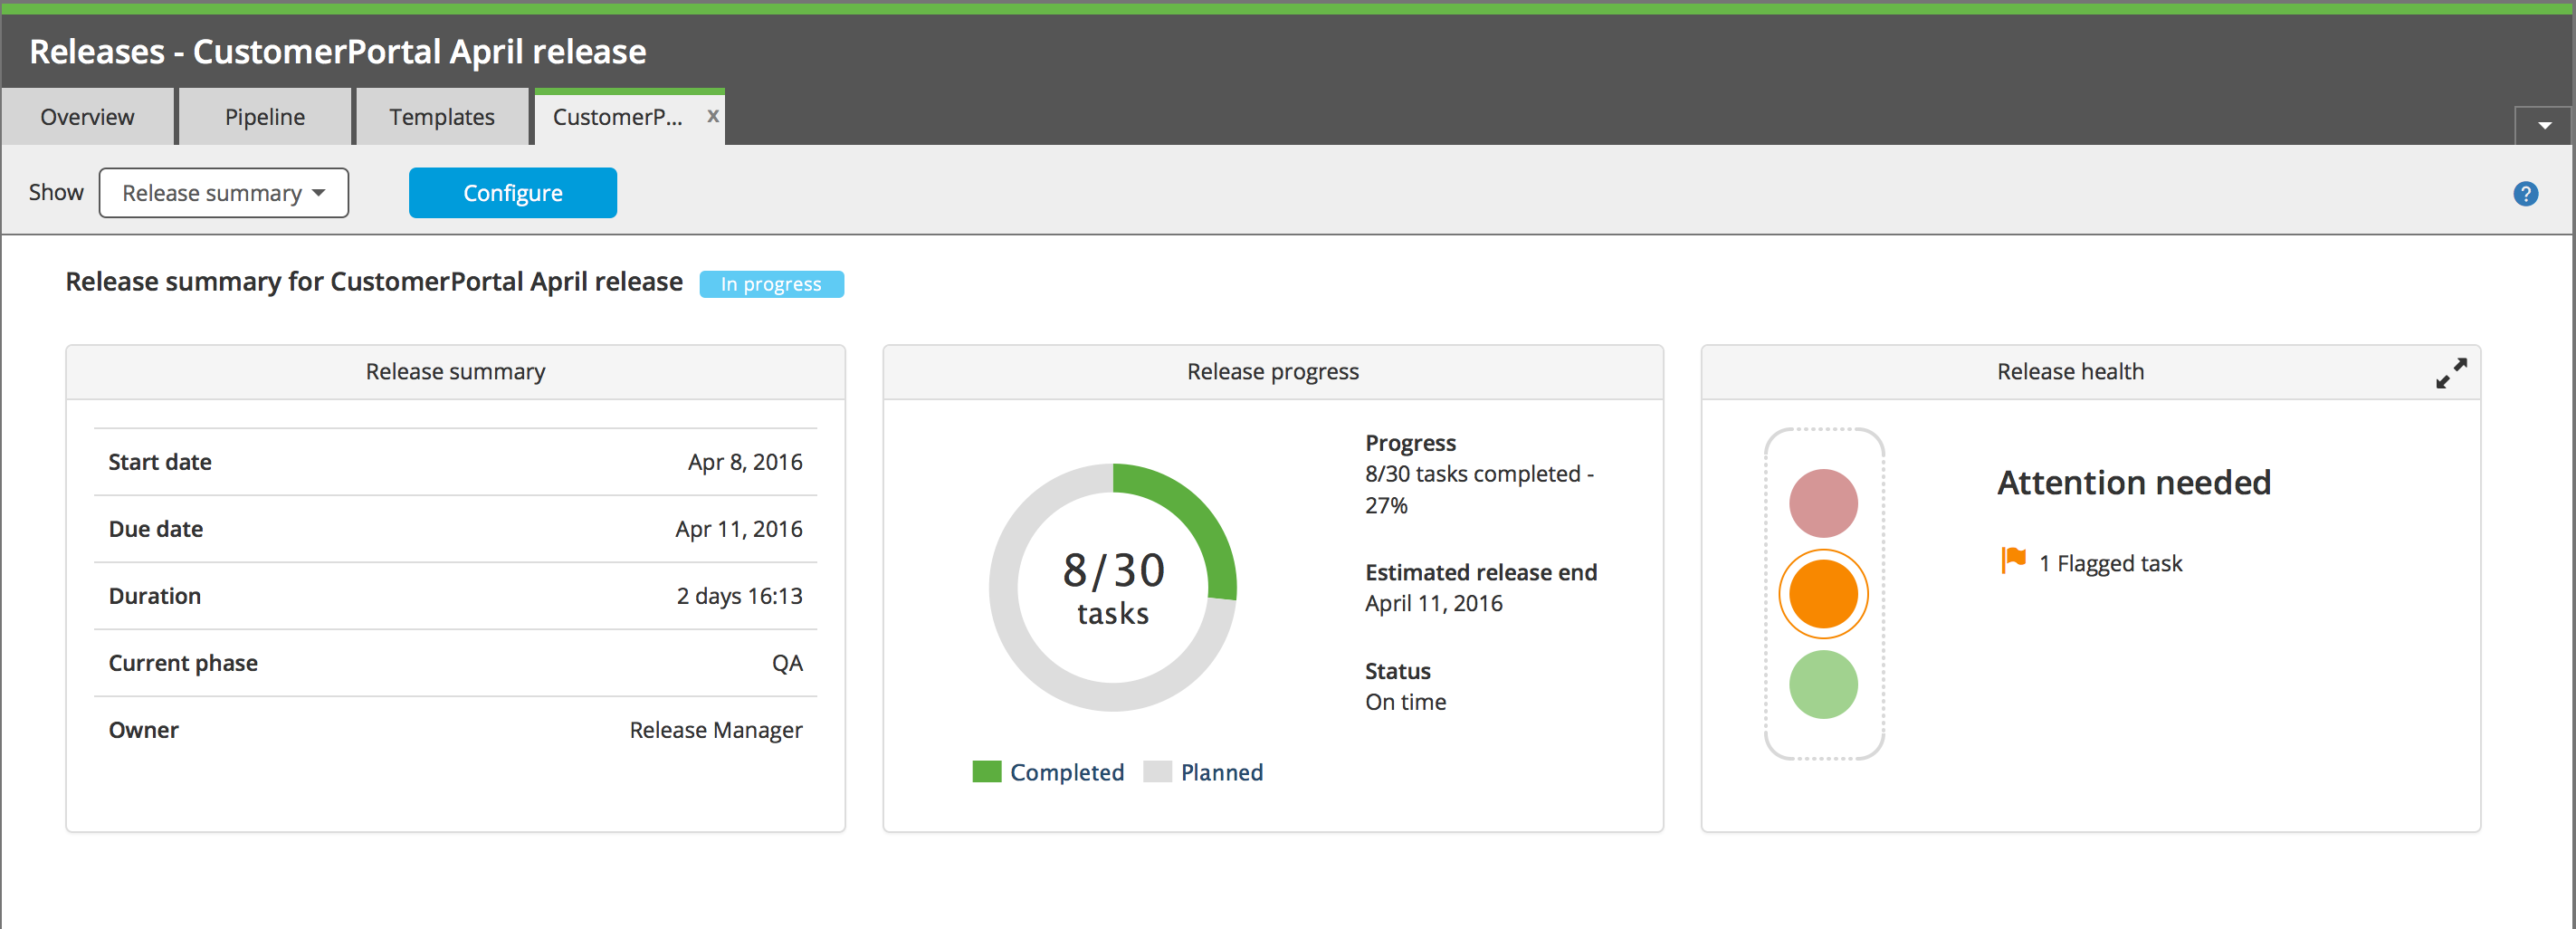 Releases - CustomerPortal April release
Overview
Pipeline
Templates
CustomerP... x
Show
Release summary
Configure
?
Release summary for CustomerPortal April release
In progress
Release summary
Start date Apr 8, 2016
Due date Apr 11, 2016
Duration 2 days 16:13
Current phase QA
Owner Release Manager
Release progress
8/30
tasks
Completed
Planned
Progress
8/30 tasks completed -
27%
Estimated release end
April 11, 2016
Status
On time
Release health
Attention needed
1 Flagged task